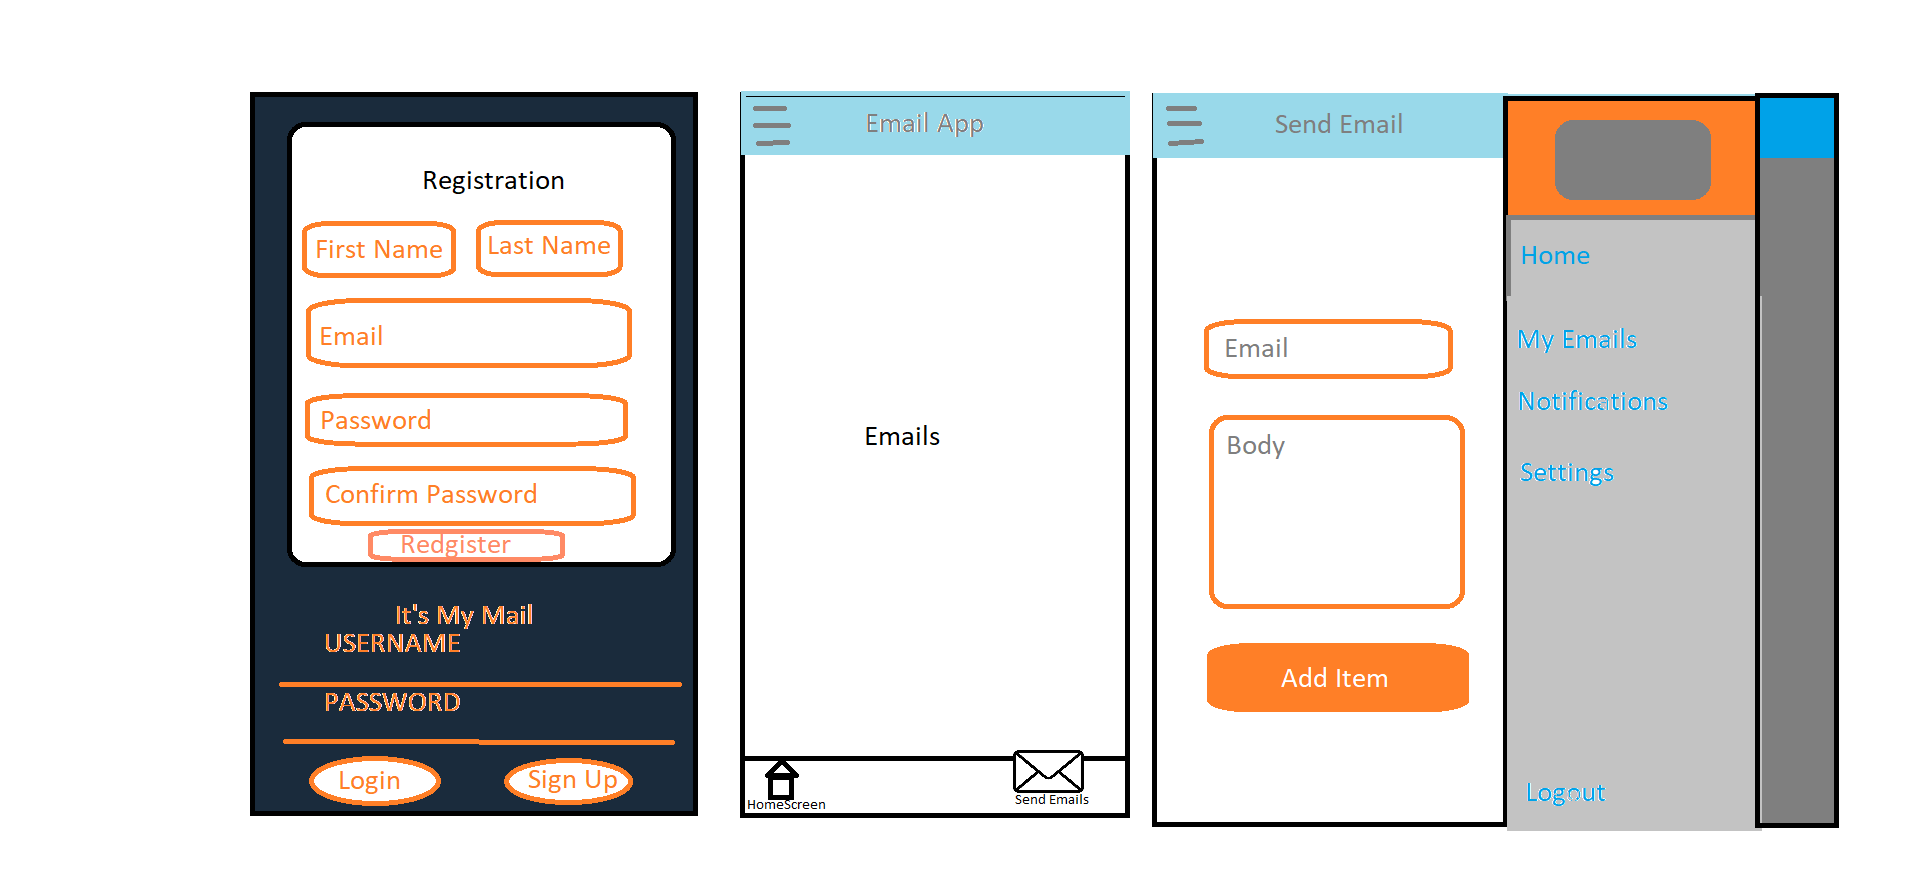 Registration
First Name
Last Name
Email
Password
Confirm Password
Redgister
It's My Mail
USERNAME
PASSWORD
Login
Sign Up
Email App
Emails
HomeScreen
Send Emails
Send Email
Email
Body
Add Item
Home
My Emails
Notifications
Settings
Logout